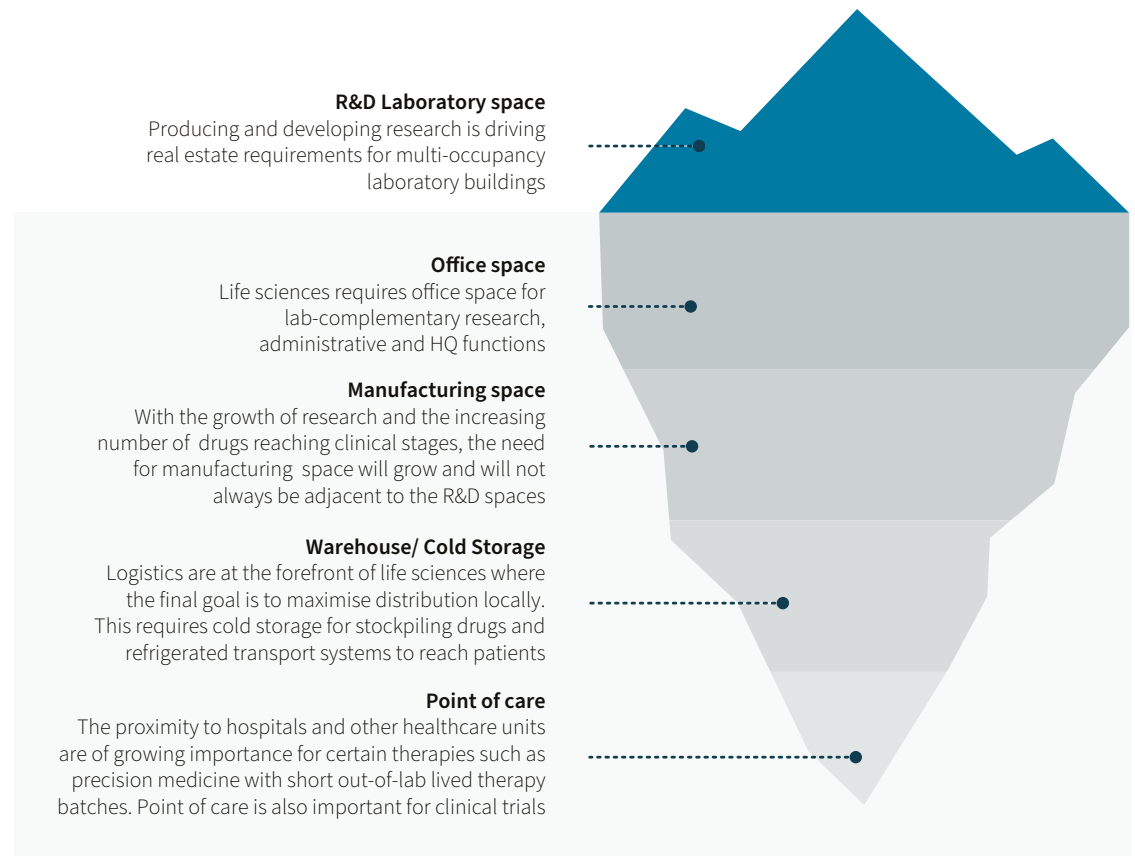 R&D Laboratory space
Producing and developing research is driving
real estate requirements for multi-occupancy
laboratory buildings
Office space
Life sciences requires office space for
lab-complementary research,
administrative and HQ functions
Manufacturing space
With the growth of research and the increasing
number of  drugs reaching clinical stages, the need
for manufacturing  space will grow and will not
always be adjacent to the R&D spaces
Warehouse/ Cold Storage
Logistics are at the forefront of life sciences where
the final goal is to maximise distribution locally.
This requires cold storage for stockpiling drugs and
refrigerated transport systems to reach patients
Point of care
The proximity to hospitals and other healthcare units
are of growing importance for certain therapies such as
precision medicine with short out-of-lab lived therapy
batches. Point of care is also important for clinical trials